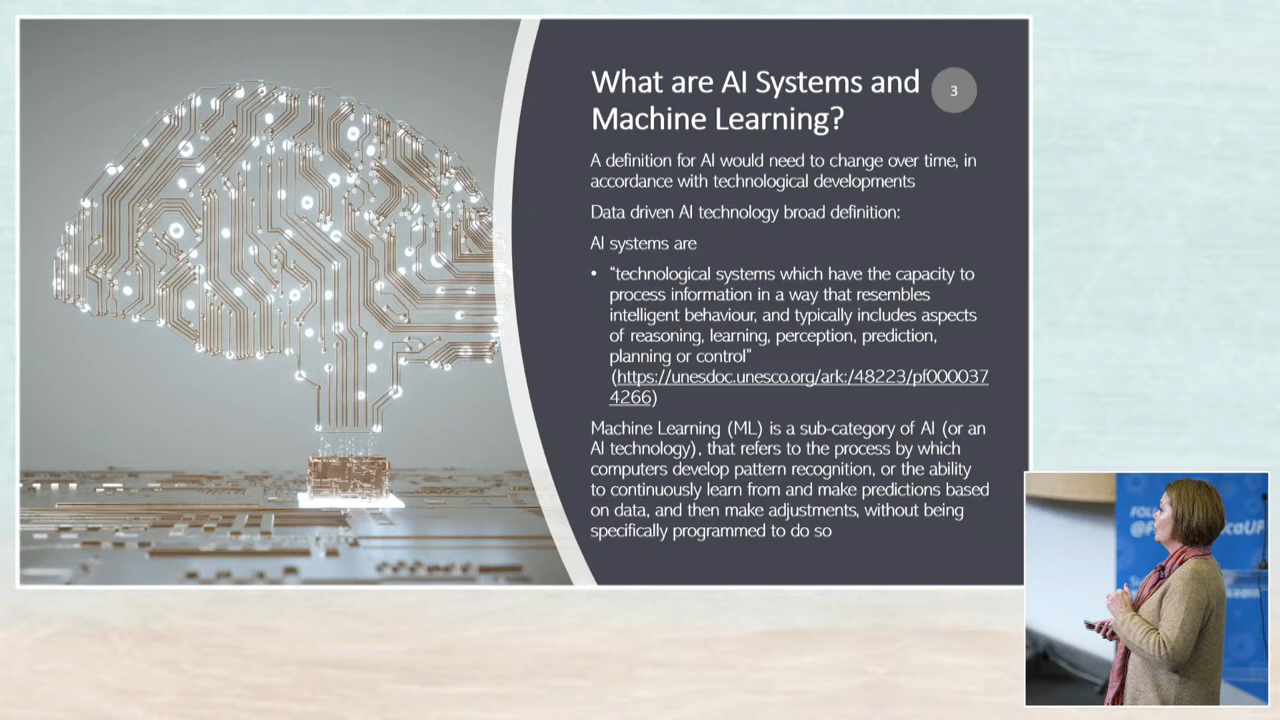 What are AI Systems and
Machine Learning?
3
A definition for AI would need to change over time, in
accordance with technological developments
Data driven AI technology broad definition:
AI systems are
• "technological systems which have the capacity to
process information in a way that resembles
intelligent behaviour, and typically includes aspects
of reasoning, learning, perception, prediction,
planning or control"
(https://unesdoc.unesco.org/ark:/48223/pf000037
4266)
Machine Learning (ML) is a sub-category of AI (or an
AI technology), that refers to the process by which
computers develop pattern recognition, or the ability
to continuously learn from and make predictions based
on data, and then make adjustments, without being
specifically programmed to do so